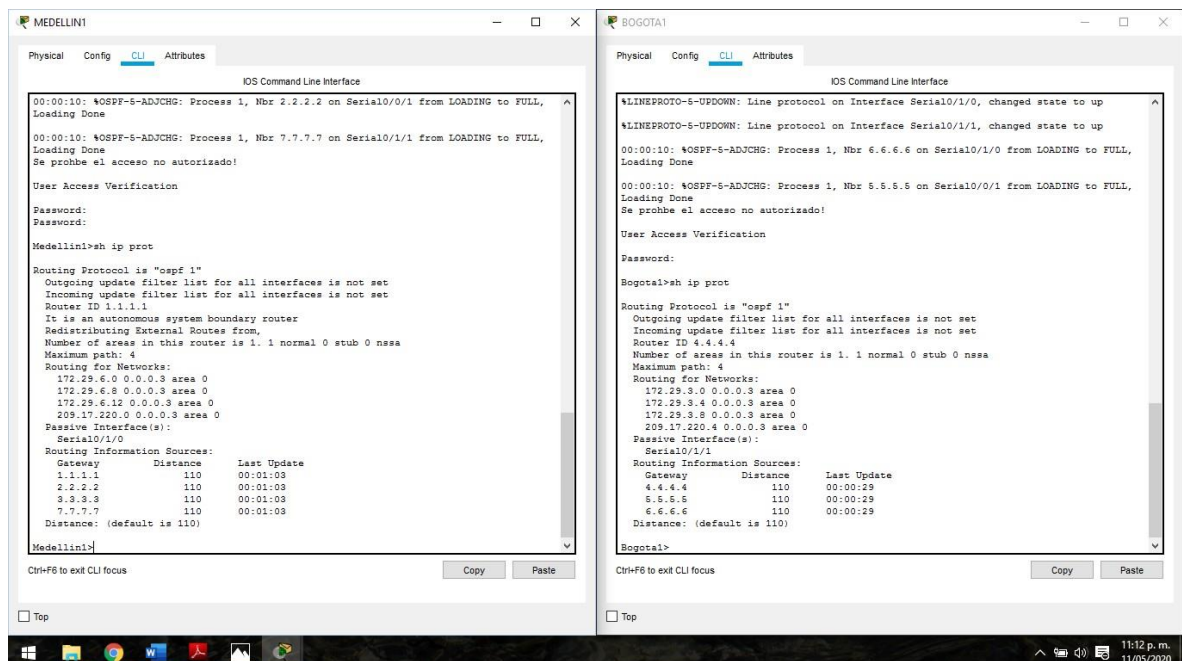 MEDELLIN1
Physical Config CLI Attributes
IOS Command Line Interface
00:00:10: %OSPF-5-ADJCHG: Process 1, Nbr 2.2.2.2 on Serial0/0/1 from LOADING to FULL,
Loading Done
00:00:10: %OSPF-5-ADJCHG: Process 1, Nbr 7.7.7.7 on Serial0/1/1 from LOADING to FULL,
Loading Done
Se prohbe el acceso no autorizado!
User Access Verification
Password:
Password:
Medellin1>sh ip prot
Routing Protocol is "ospf 1"
Outgoing update filter list for all interfaces is not set
Incoming update filter list for all interfaces is not set
Router ID 1.1.1.1
It is an autonomous system boundary router
Redistributing External Routes from,
Number of areas in this router is 1. 1 normal 0 stub 0 nssa
Maximum path: 4
Routing for Networks:
172.29.6.0 0.0.0.3 area 0
172.29.6.8 0.0.0.3 area 0
172.29.6.12 0.0.0.3 area 0
209.17.220.0 0.0.0.3 area 0
Passive Interface(s):
Serial0/1/0
Routing Information Sources:
Gateway Distance Last Update
1.1.1.1 110 00:01:03
2.2.2.2 110 00:01:03
3.3.3.3 110 00:01:03
7.7.7.7 110 00:01:03
Distance: (default is 110)
Medellin1>
Ctrl+F6 to exit CLI focus
Copy Paste
Top
BOGOTA1
Physical Config CLI Attributes
IOS Command Line Interface
%LINEPROTO-5-UPDOWN: Line protocol on Interface Serial0/1/0, changed state to up
%LINEPROTO-5-UPDOWN: Line protocol on Interface Serial0/1/1, changed state to up
00:00:10: %OSPF-5-ADJCHG: Process 1, Nbr 6.6.6.6 on Serial0/1/0 from LOADING to FULL,
Loading Done
00:00:10: %OSPF-5-ADJCHG: Process 1, Nbr 5.5.5.5 on Serial0/0/1 from LOADING to FULL,
Loading Done
Se prohbe el acceso no autorizado!
User Access Verification
Password:
Bogota1>sh ip prot
Routing Protocol is "ospf 1"
Outgoing update filter list for all interfaces is not set
Incoming update filter list for all interfaces is not set
Router ID 4.4.4.4
Number of areas in this router is 1. 1 normal 0 stub 0 nssa
Maximum path: 4
Routing for Networks:
172.29.3.0 0.0.0.3 area 0
172.29.3.4 0.0.0.3 area 0
172.29.3.8 0.0.0.3 area 0
209.17.220.4 0.0.0.3 area 0
Passive Interface(s):
Serial0/1/1
Routing Information Sources:
Gateway Distance Last Update
4.4.4.4 110 00:00:29
5.5.5.5 110 00:00:29
6.6.6.6 110 00:00:29
Distance: (default is 110)
Bogota1>
Ctrl+F6 to exit CLI focus
Copy Paste
Top
11:12 p. m.
11/05/2020